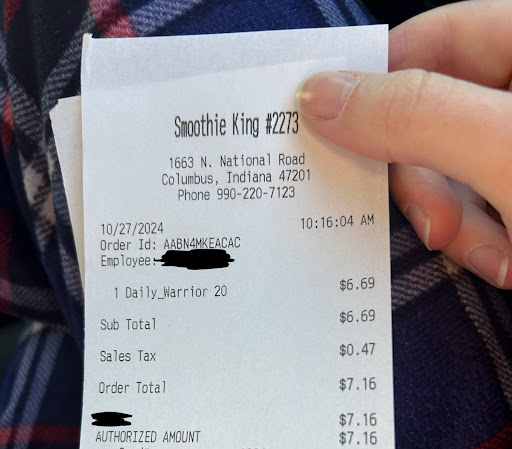 Smoothie King #2273
1663 N. National Road
Columbus, Indiana 47201
Phone 990-220-7123
10/27/2024 10:16:04 AM
Order Id: AABN4MKEACAC
Employee:
1 Daily_Warrior 20 $6.69
Sub Total $6.69
Sales Tax $0.47
Order Total $7.16
$7.16
AUTHORIZED AMOUNT $7.16